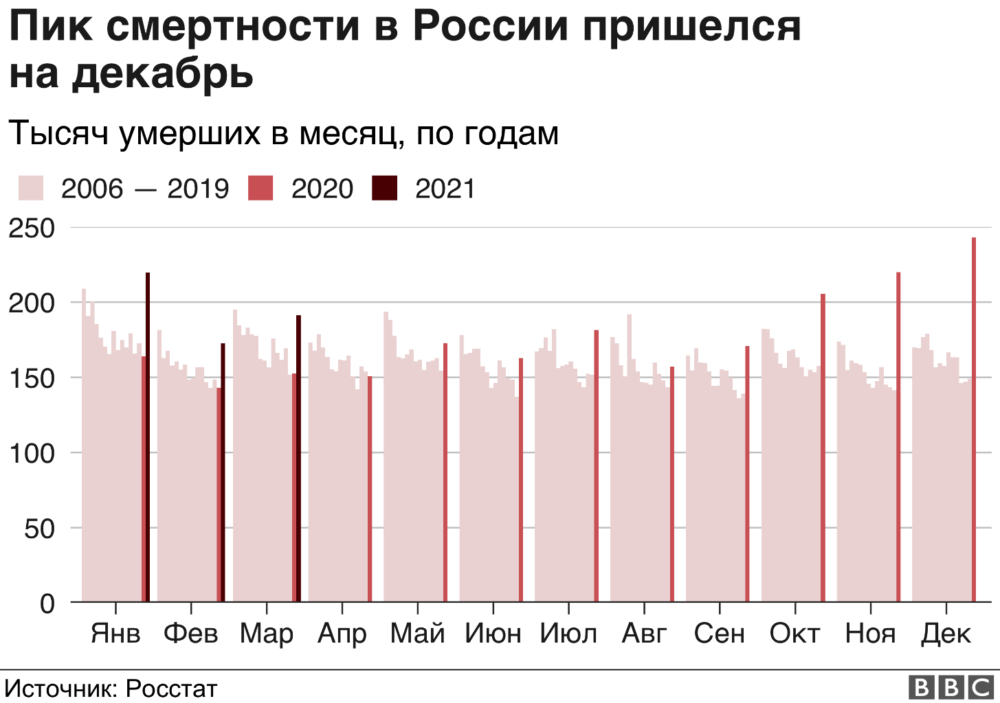 Пик смертности в России пришелся
на декабрь
Тысяч умерших в месяц, по годам
2006 — 2019 2020 2021
250
200
150
100
50
0
Янв Фев Мар Апр Май Июн Июл Авг Сен Окт Ноя Дек
Источник: Росстат
BBC